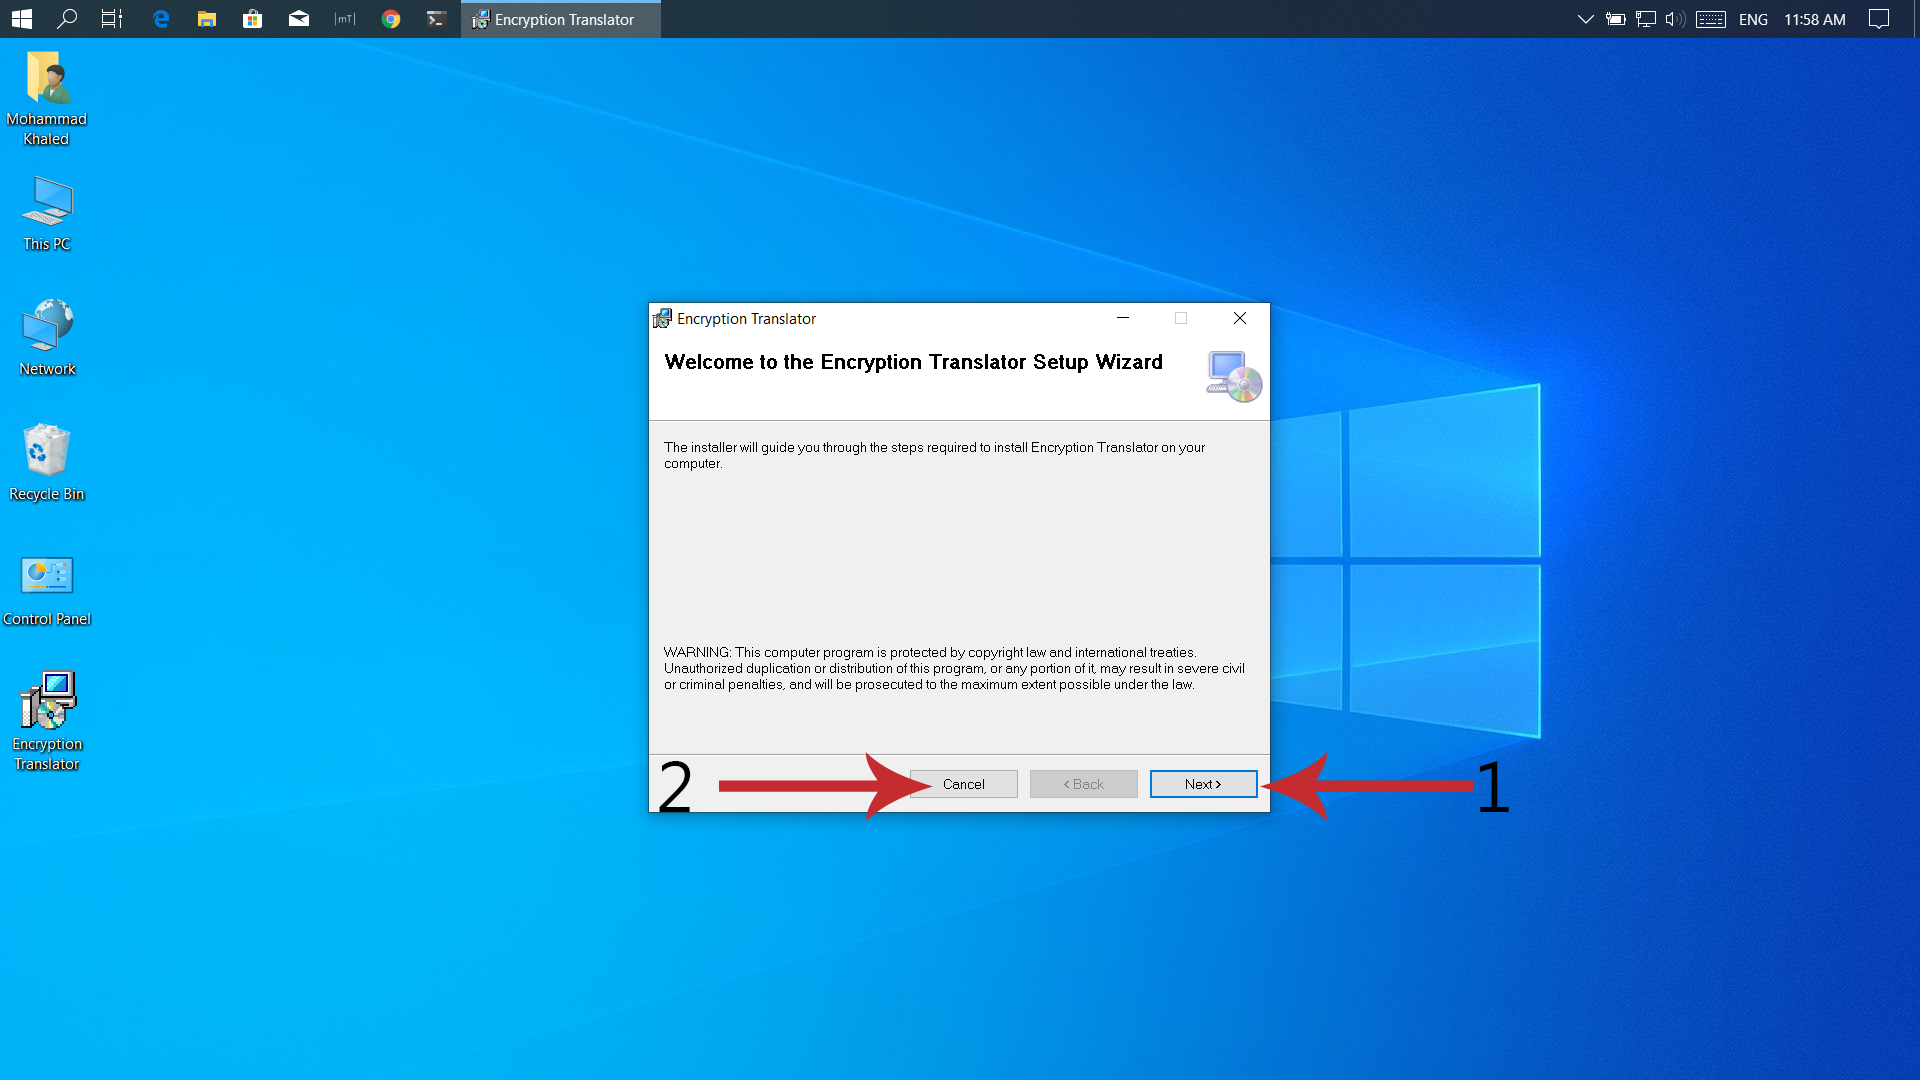 |mT|
Encryption Translator
ENG
11:58 AM
Mohammad
Khaled
This PC
Network
Recycle Bin
Control Panel
Encryption
Translator
Encryption Translator
Welcome to the Encryption Translator Setup Wizard
The installer will guide you through the steps required to install Encryption Translator on your
computer.
WARNING: This computer program is protected by copyright law and international treaties.
Unauthorized duplication or distribution of this program, or any portion of it, may result in severe civil
or criminal penalties, and will be prosecuted to the maximum extent possible under the law.
2
Cancel
< Back
Next >
1